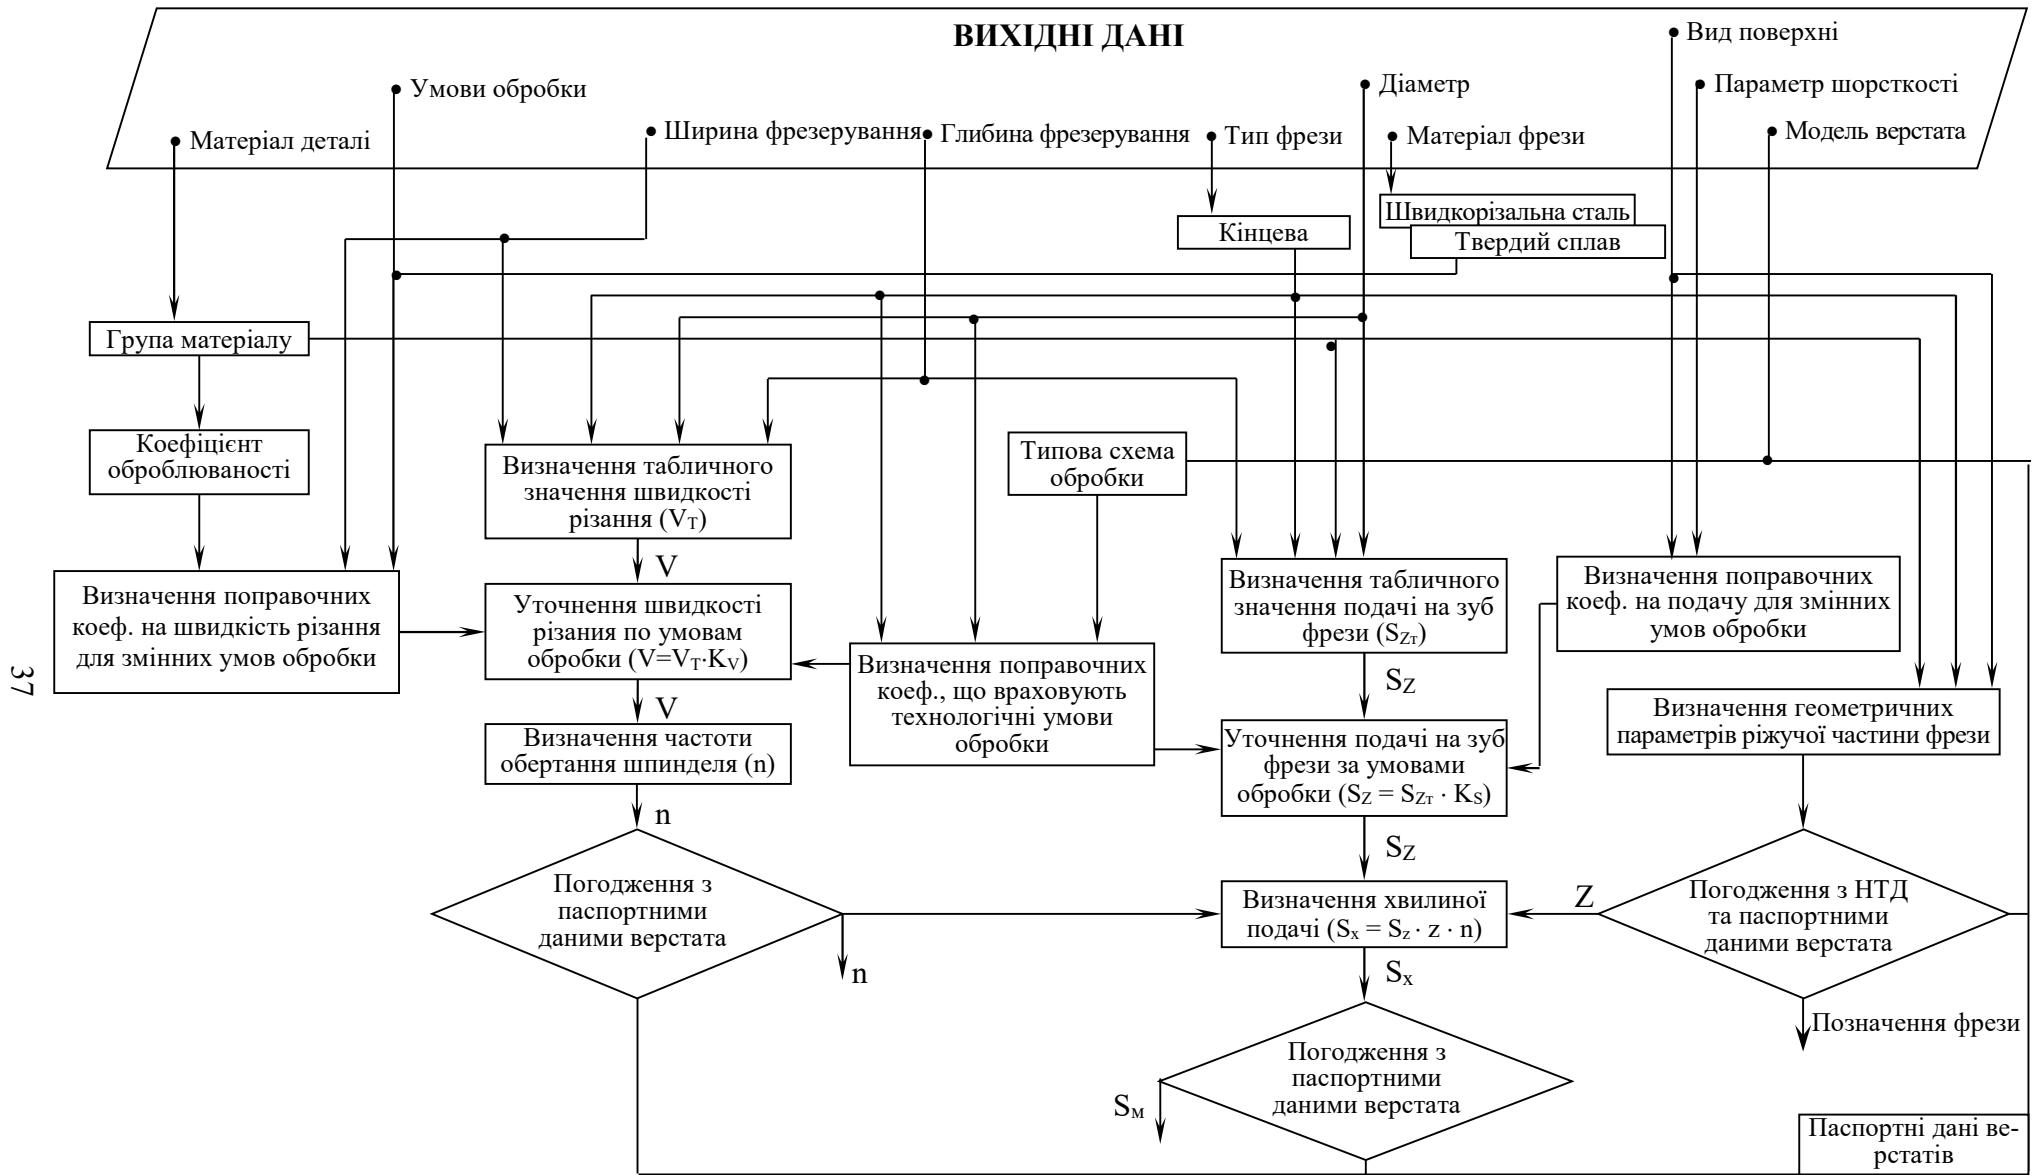 ВИХІДНІ ДАНІ
Вид поверхні
Умови обробки
Діаметр
Параметр шорсткості
Матеріал деталі
Ширина фрезерування
Глибина фрезерування
Тип фрези
Матеріал фрези
Модель верстата
Швидкорізальна сталь
Твердий сплав
Кінцева
Група матеріалу
Коефіцієнт
оброблюваності
Визначення табличного
значення швидкості
різання (VТ)
Типова схема
обробки
V
Визначення поправочних
коеф. на швидкість різання
для змінних умов обробки
Уточнення швидкості
різания по умовам
обробки (V=VТ·KV)
Визначення табличного
значення подачі на зуб
фрези (SZт)
Визначення поправочних
коеф. на подачу для змінних
умов обробки
37
V
Визначення поправочних
коеф., що враховують
технологічні умови
обробки
SZ
Визначення геометричних
параметрів ріжучої частини фрези
Визначення частоти
обертання шпинделя (n)
Уточнення подачі на зуб
фрези за умовами
обробки (SZ = SZт · KS)
n
SZ
Погодження з
паспортними
даними верстата
Визначення хвилиної
подачі (Sх = Sz · z · n)
Z
Погодження з НТД
та паспортними
даними верстата
n
Sх
Позначення фрези
Погодження з
паспортними
даними верстата
Sм
Паспортні дані ве-
рстатів